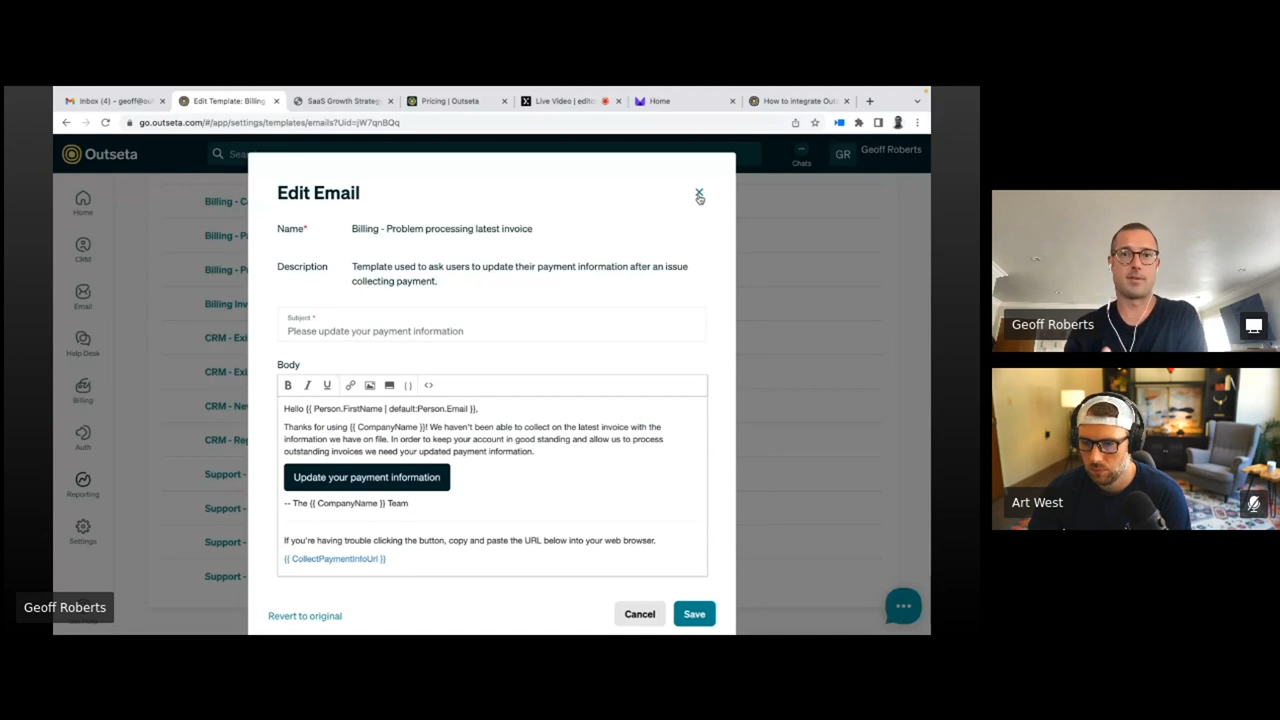 Inbox (4) - geoff@ou
Edit Template: Billing
SaaS Growth Strateg
Pricing | Outseta
Live Video | edito
Home
How to integrate Out
go.outseta.com/#/app/settings/templates/emails?Uid=jW7qnBQq
Outseta
Sea
Chats
GR
Geoff Roberts
Home
CRM
Email
Help Desk
Billing
Auth
Reporting
Settings
Billing - C
Billing - P
Billing - P
Billing Inv
CRM - Exi
CRM - Exi
CRM - Ne
CRM - Re
Support -
Support -
Support -
Support -
Edit Email
Name*
Billing - Problem processing latest invoice
Description
Template used to ask users to update their payment information after an issue
collecting payment.
Subject *
Please update your payment information
Body
B I U { } <>
Hello {{ Person.FirstName | default:Person.Email }},
Thanks for using {{ CompanyName }}! We haven't been able to collect on the latest invoice with the
information we have on file. In order to keep your account in good standing and allow us to process
outstanding invoices we need your updated payment information.
Update your payment information
-- The {{ CompanyName }} Team
If you're having trouble clicking the button, copy and paste the URL below into your web browser.
{{ CollectPaymentInfoUrl }}
Revert to original
Cancel
Save
Geoff Roberts
Geoff Roberts
Art West